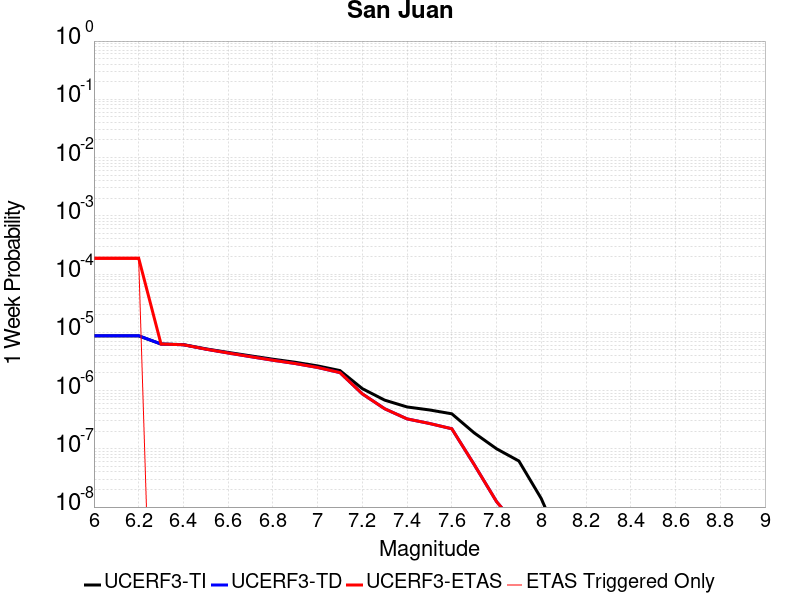 San Juan
1 Week Probability
10^0
10^-1
10^-2
10^-3
10^-4
10^-5
10^-6
10^-7
10^-8
6 6.2 6.4 6.6 6.8 7 7.2 7.4 7.6 7.8 8 8.2 8.4 8.6 8.8 9
Magnitude
UCERF3-TI UCERF3-TD UCERF3-ETAS ETAS Triggered Only